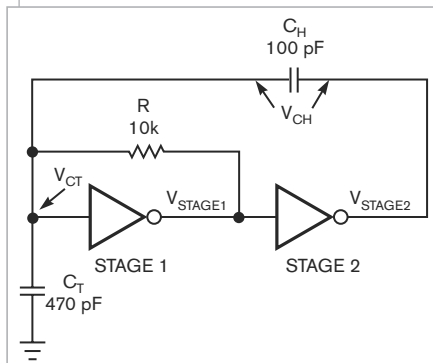 C_H
100 pF
V_CH
R
10k
V_CT
V_STAGE1
V_STAGE2
STAGE 1
STAGE 2
C_T
470 pF